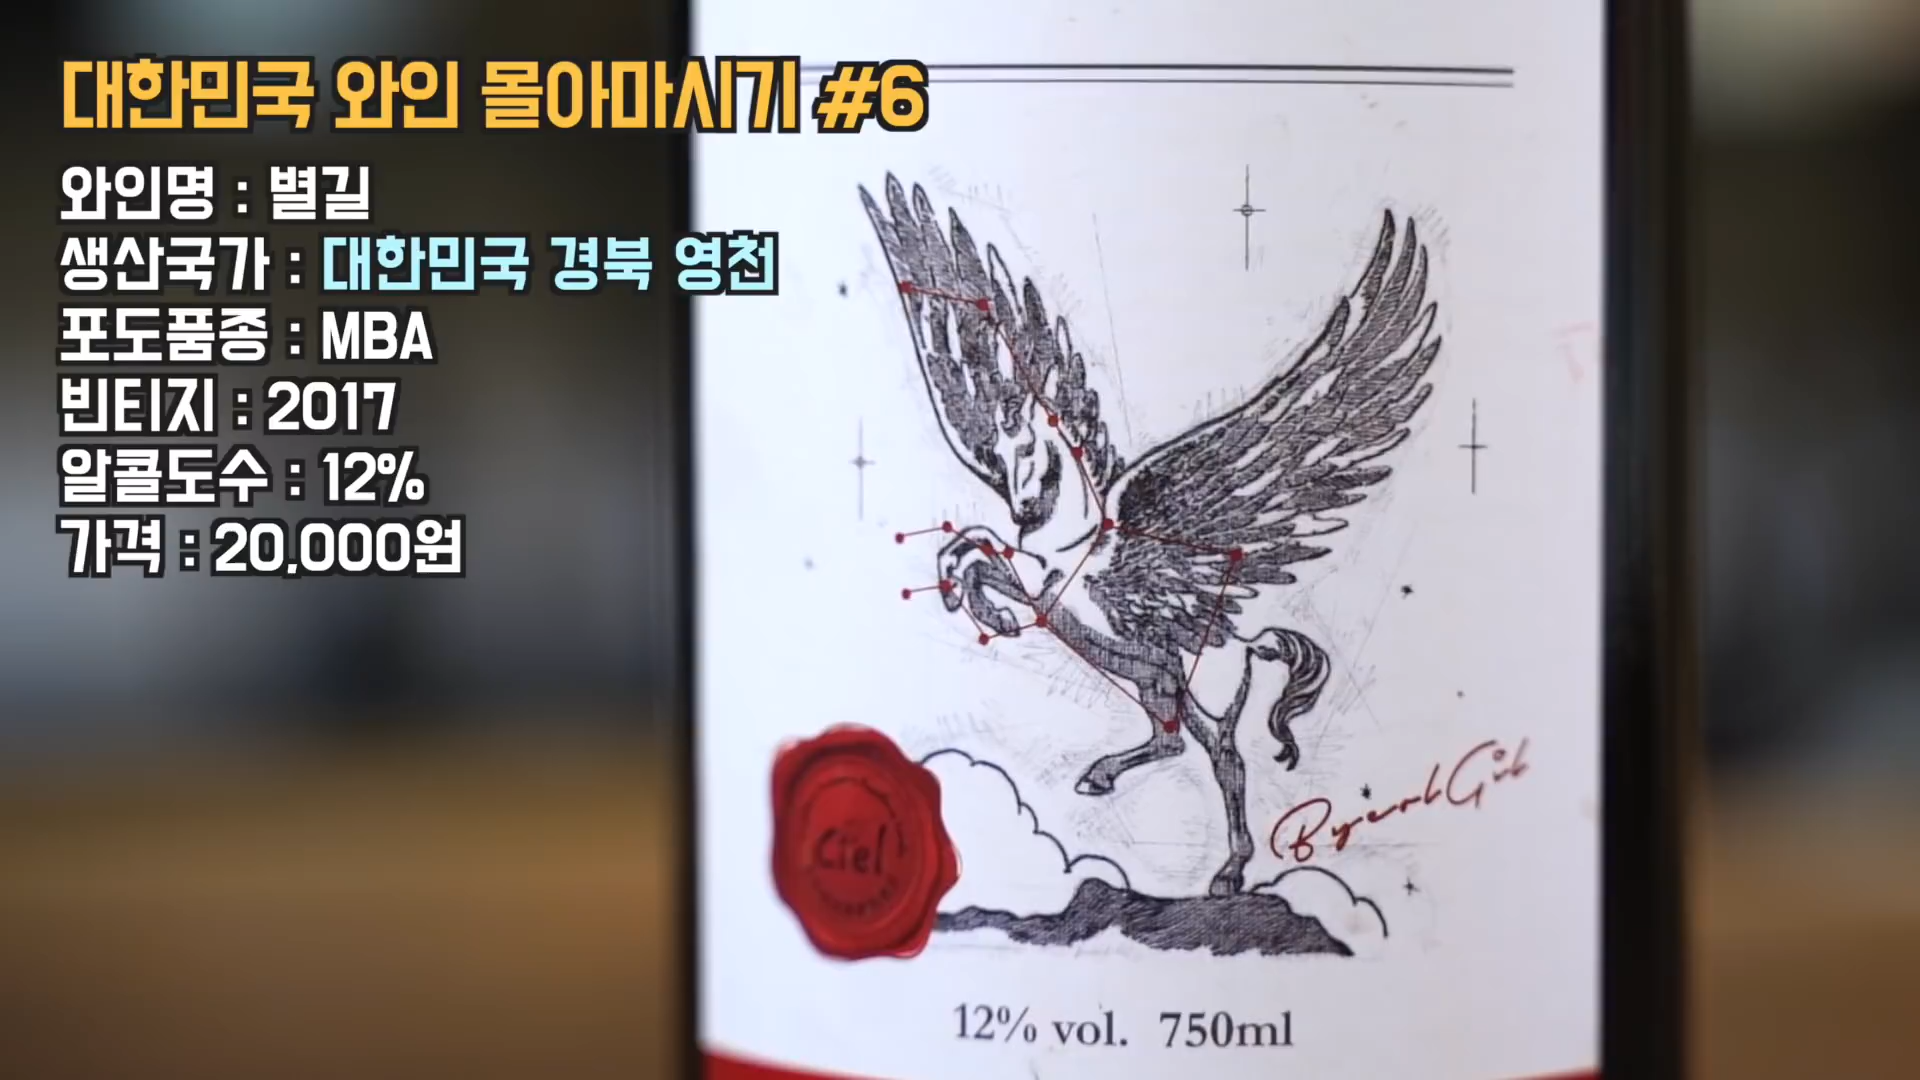 대한민국 와인 몰아마시기 #6
와인명 : 별길
생산국가 : 대한민국 경북 영천
포도품종 : MBA
빈티지 : 2017
알콜도수 : 12%
가격 : 20,000원
Byeol Gil
Ciel
12% vol. 750ml